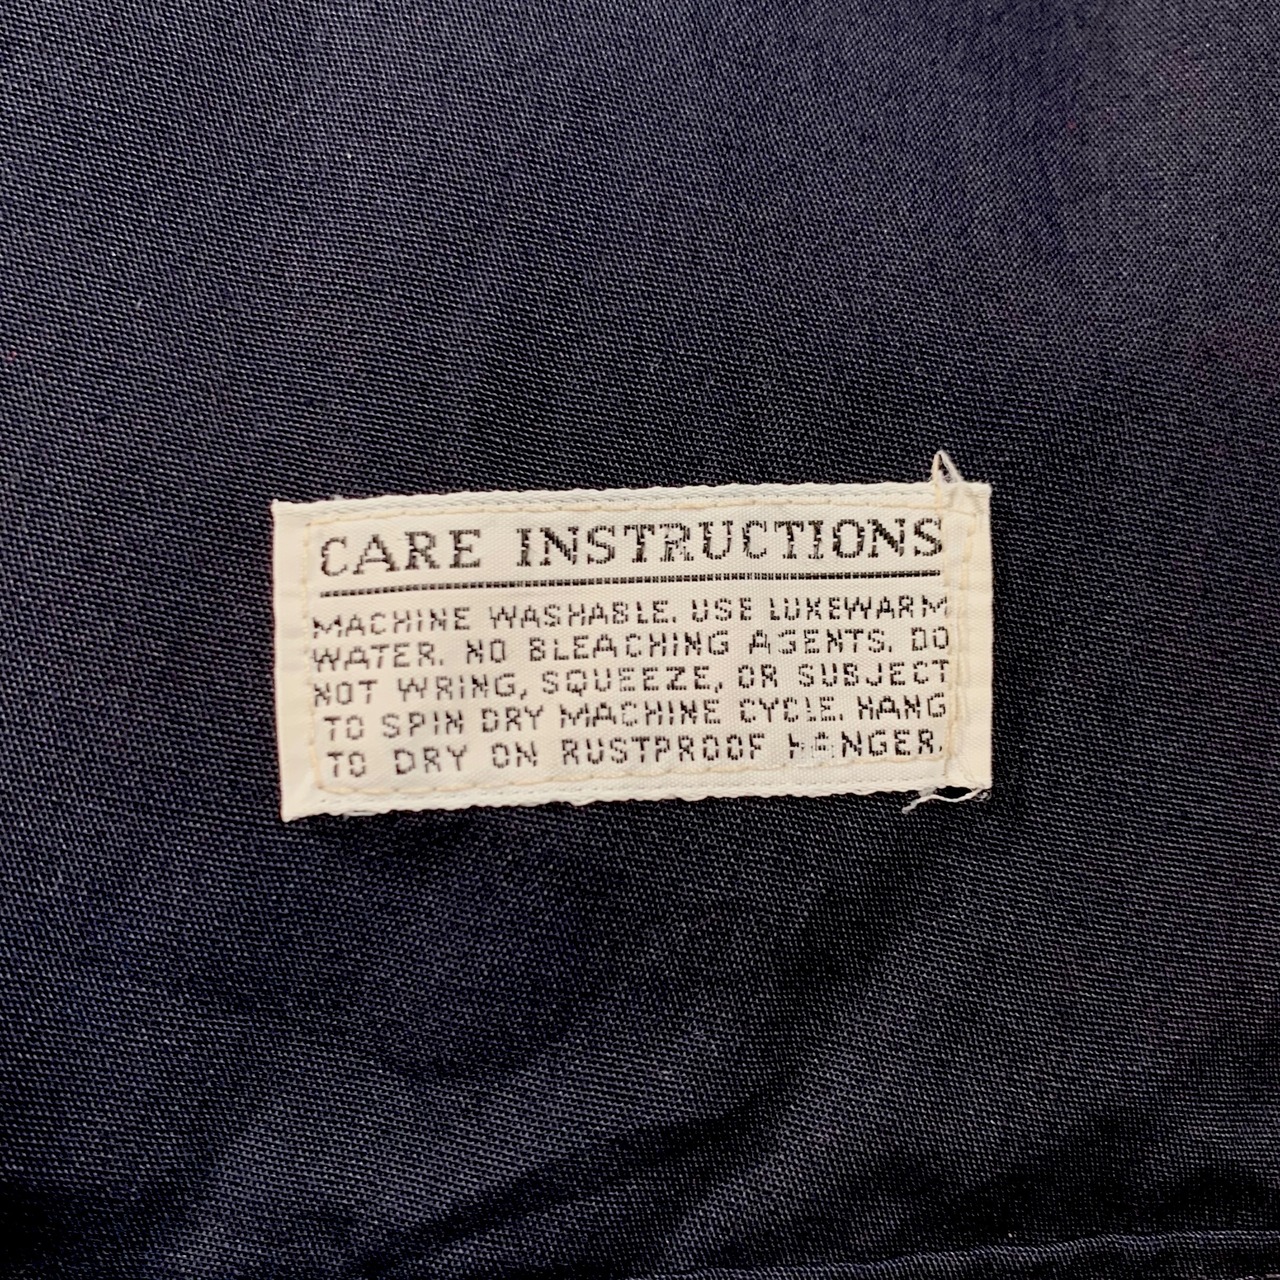 CARE INSTRUCTIONS
MACHINE WASHABLE. USE LUKEWARM
WATER. NO BLEACHING AGENTS. DO
NOT WRING, SQUEEZE, OR SUBJECT
TO SPIN DRY MACHINE CYCLE. HANG
TO DRY ON RUSTPROOF HANGER.